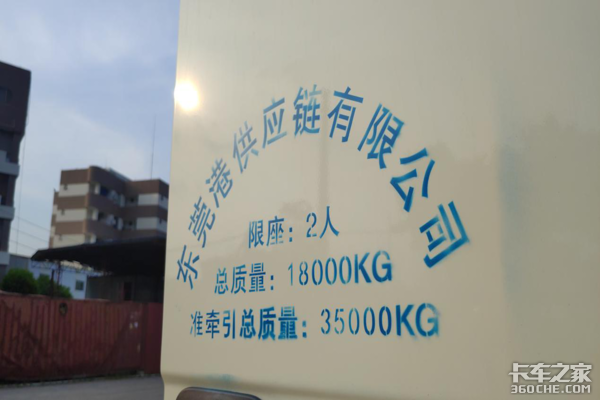 东莞港供应链有限公司
限座：2人
总质量：18000KG
准牵引总质量：35000KG
卡车之家
360che.com